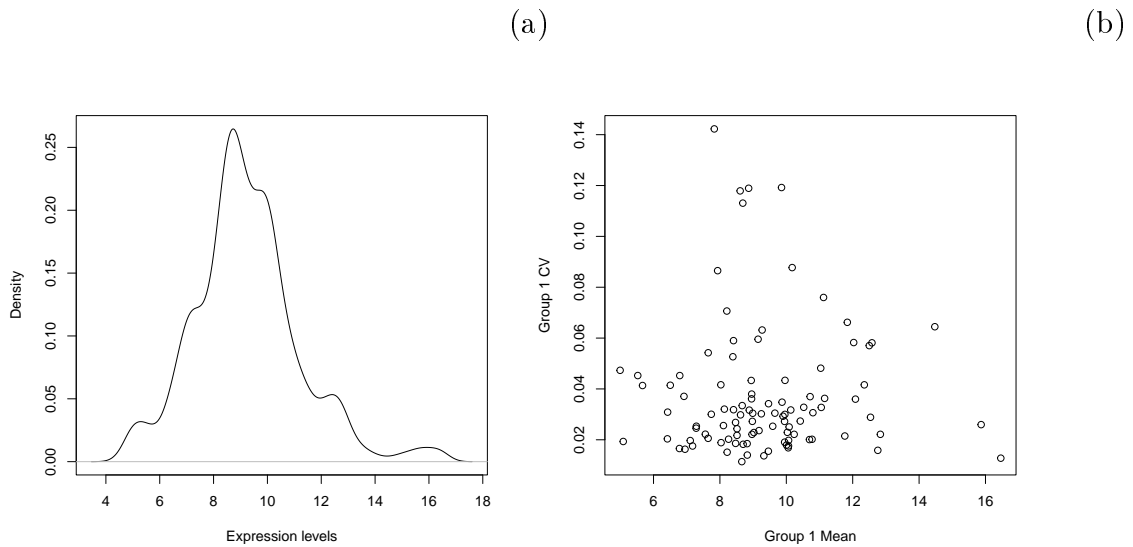 (a)
(b)
0.00
0.05
0.10
0.15
0.20
0.25
Density
4 6 8 10 12 14 16 18
Expression levels
0.02
0.04
0.06
0.08
0.10
0.12
0.14
Group 1 CV
6 8 10 12 14 16
Group 1 Mean